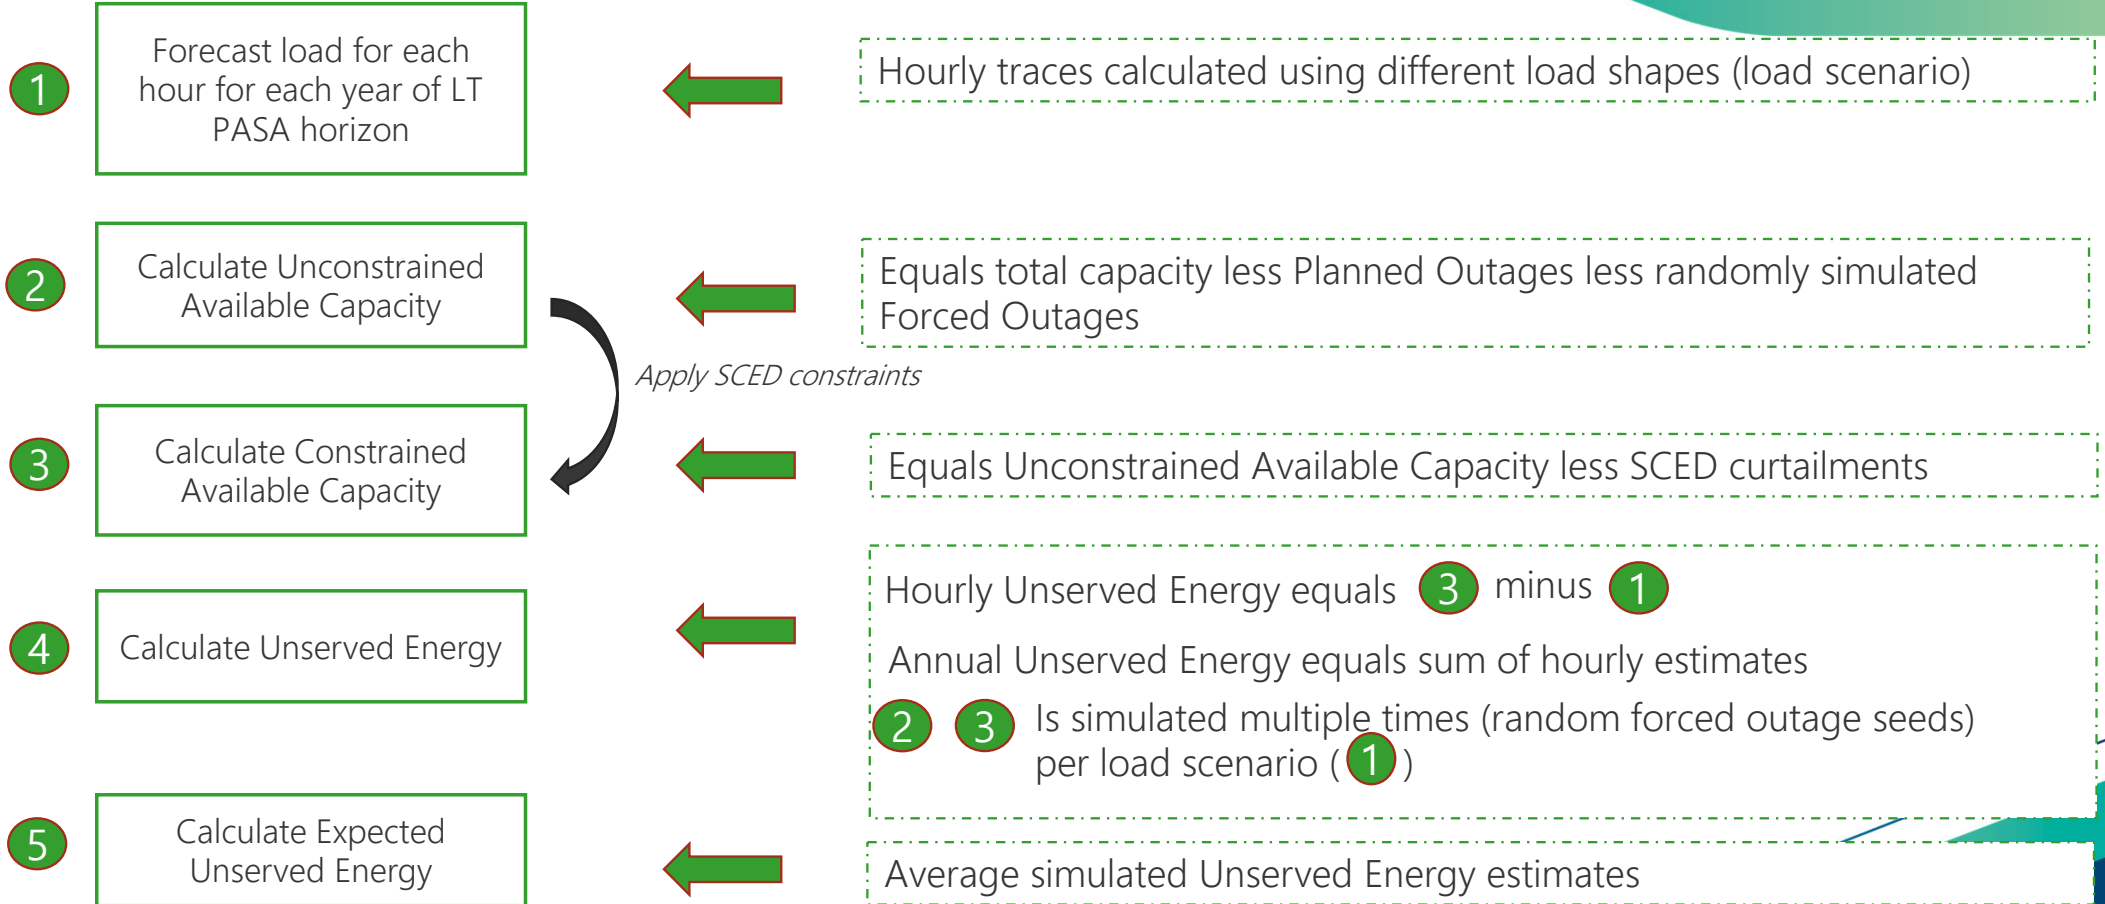 1
Forecast load for each
hour for each year of LT
PASA horizon
Hourly traces calculated using different load shapes (load scenario)
2
Calculate Unconstrained
Available Capacity
Equals total capacity less Planned Outages less randomly simulated
Forced Outages
Apply SCED constraints
3
Calculate Constrained
Available Capacity
Equals Unconstrained Available Capacity less SCED curtailments
4
Calculate Unserved Energy
Hourly Unserved Energy equals 3 minus 1
Annual Unserved Energy equals sum of hourly estimates
2 3 Is simulated multiple times (random forced outage seeds)
per load scenario (1)
5
Calculate Expected
Unserved Energy
Average simulated Unserved Energy estimates